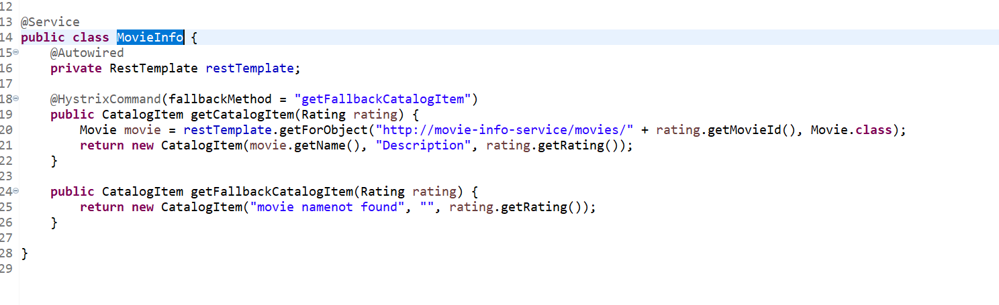 12
13 @Service
14 public class MovieInfo {
15     @Autowired
16     private RestTemplate restTemplate;
17
18     @HystrixCommand(fallbackMethod = "getFallbackCatalogItem")
19     public CatalogItem getCatalogItem(Rating rating) {
20         Movie movie = restTemplate.getForObject("http://movie-info-service/movies/" + rating.getMovieId(), Movie.class);
21         return new CatalogItem(movie.getName(), "Description", rating.getRating());
22     }
23
24     public CatalogItem getFallbackCatalogItem(Rating rating) {
25         return new CatalogItem("movie namenot found", "", rating.getRating());
26     }
27
28 }
29